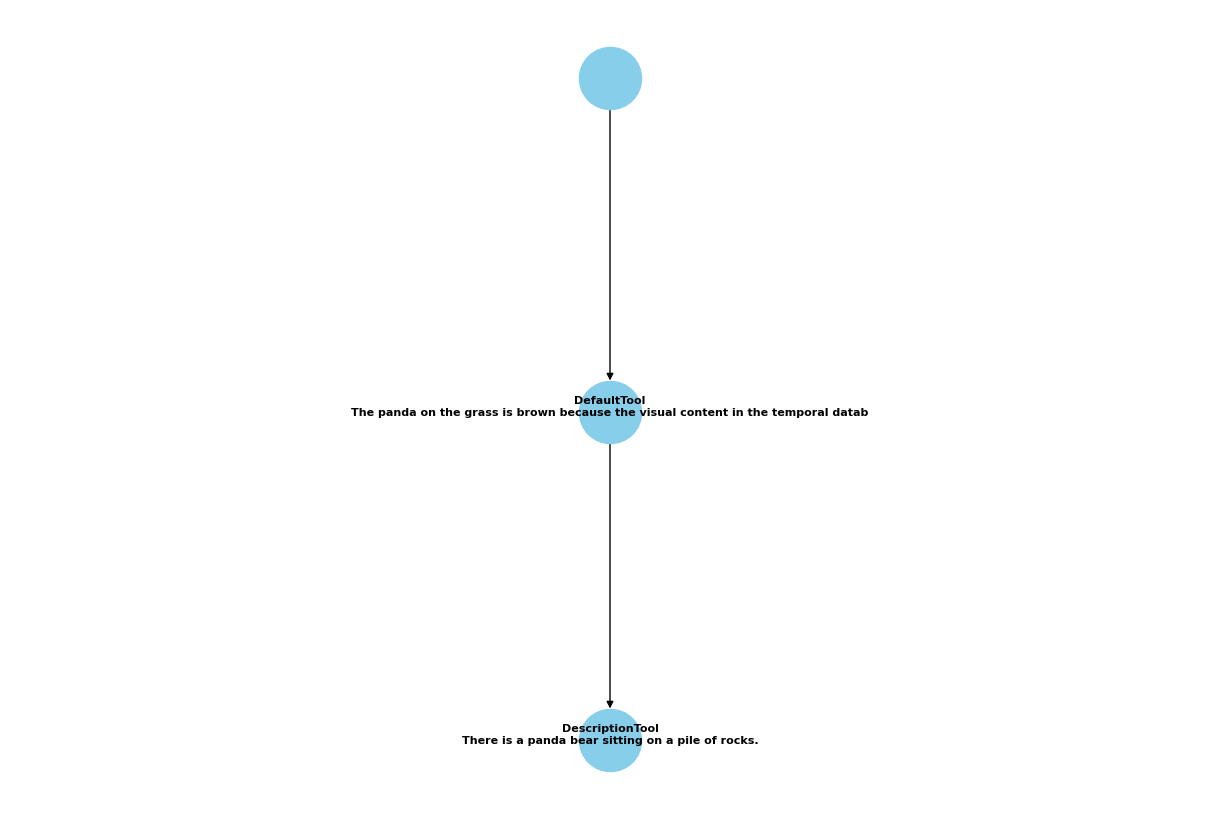 DefaultTool
The panda on the grass is brown because the visual content in the temporal datab
DescriptionTool
There is a panda bear sitting on a pile of rocks.